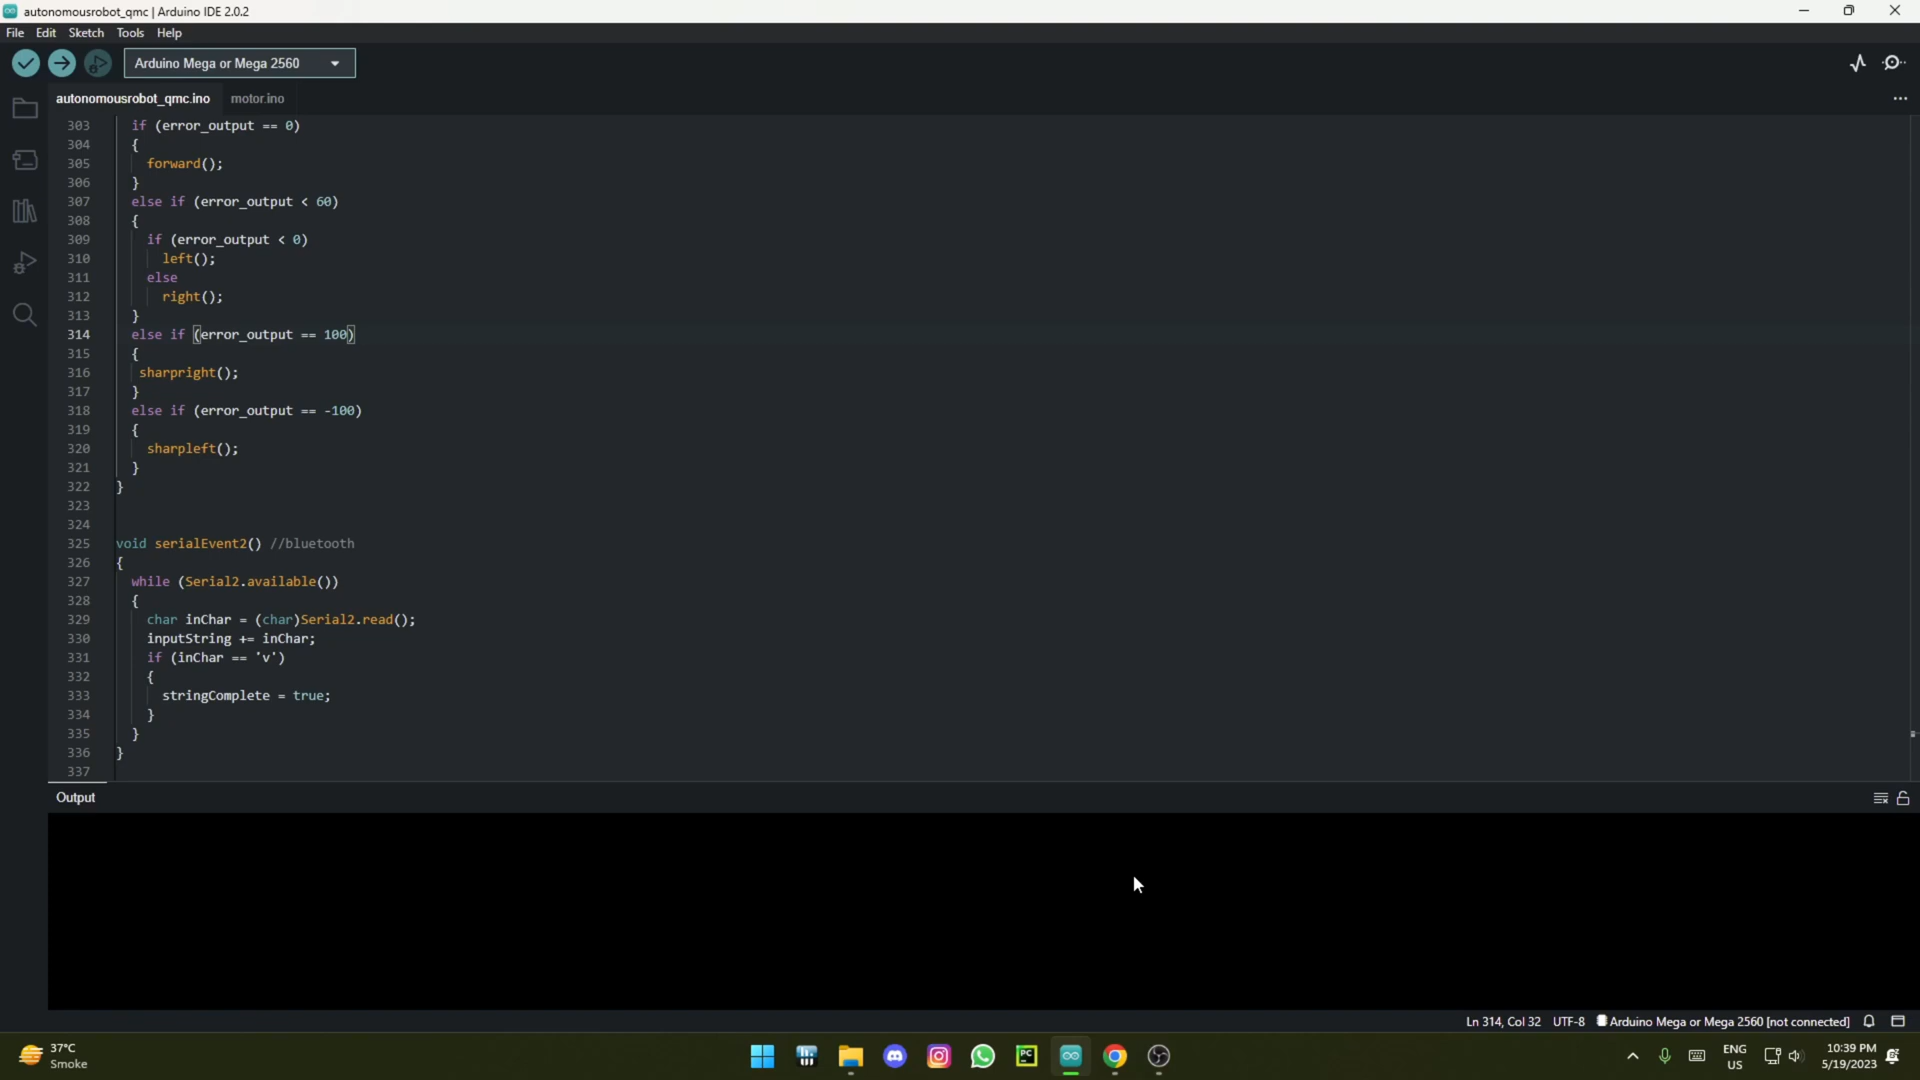 autonomousrobot_qmc | Arduino IDE 2.0.2
File Edit Sketch Tools Help
Arduino Mega or Mega 2560
autonomousrobot_qmc.ino motor.ino
303 if (error_output == 0)
304 {
305 forward();
306 }
307 else if (error_output < 60)
308 {
309 if (error_output < 0)
310 left();
311 else
312 right();
313 }
314 else if (error_output == 100)
315 {
316 sharpright();
317 }
318 else if (error_output == -100)
319 {
320 sharpleft();
321 }
322 }
323
324
325 void serialEvent2() //bluetooth
326 {
327 while (Serial2.available())
328 {
329 char inChar = (char)Serial2.read();
330 inputString += inChar;
331 if (inChar == 'v')
332 {
333 stringComplete = true;
334 }
335 }
336 }
337
Output
Ln 314, Col 32 UTF-8 Arduino Mega or Mega 2560 [not connected]
37°C
Smoke
PC
ENG
US
10:39 PM
5/19/2023